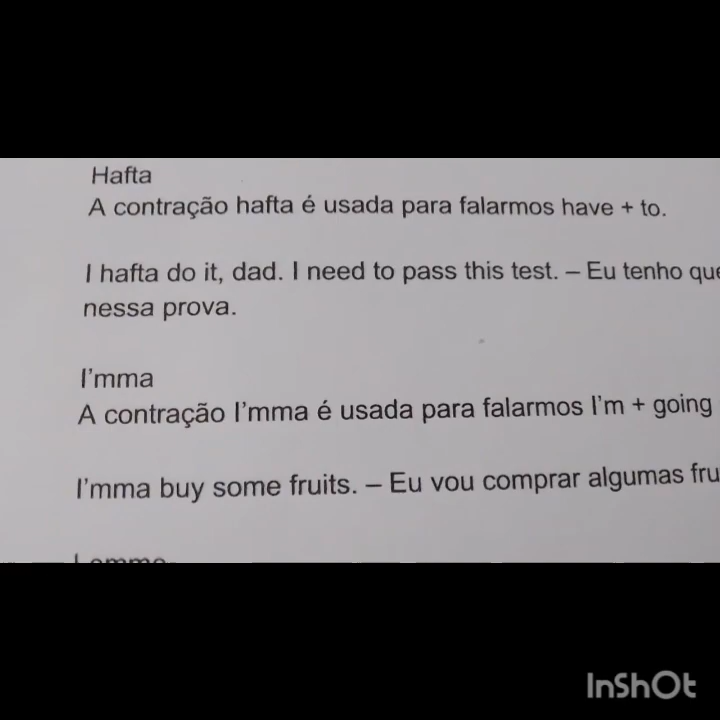 Hafta
A contração hafta é usada para falarmos have + to.
I hafta do it, dad. I need to pass this test. – Eu tenho que
nessa prova.
I'mma
A contração I'mma é usada para falarmos I'm + going
I'mma buy some fruits. – Eu vou comprar algumas fru
InShOt